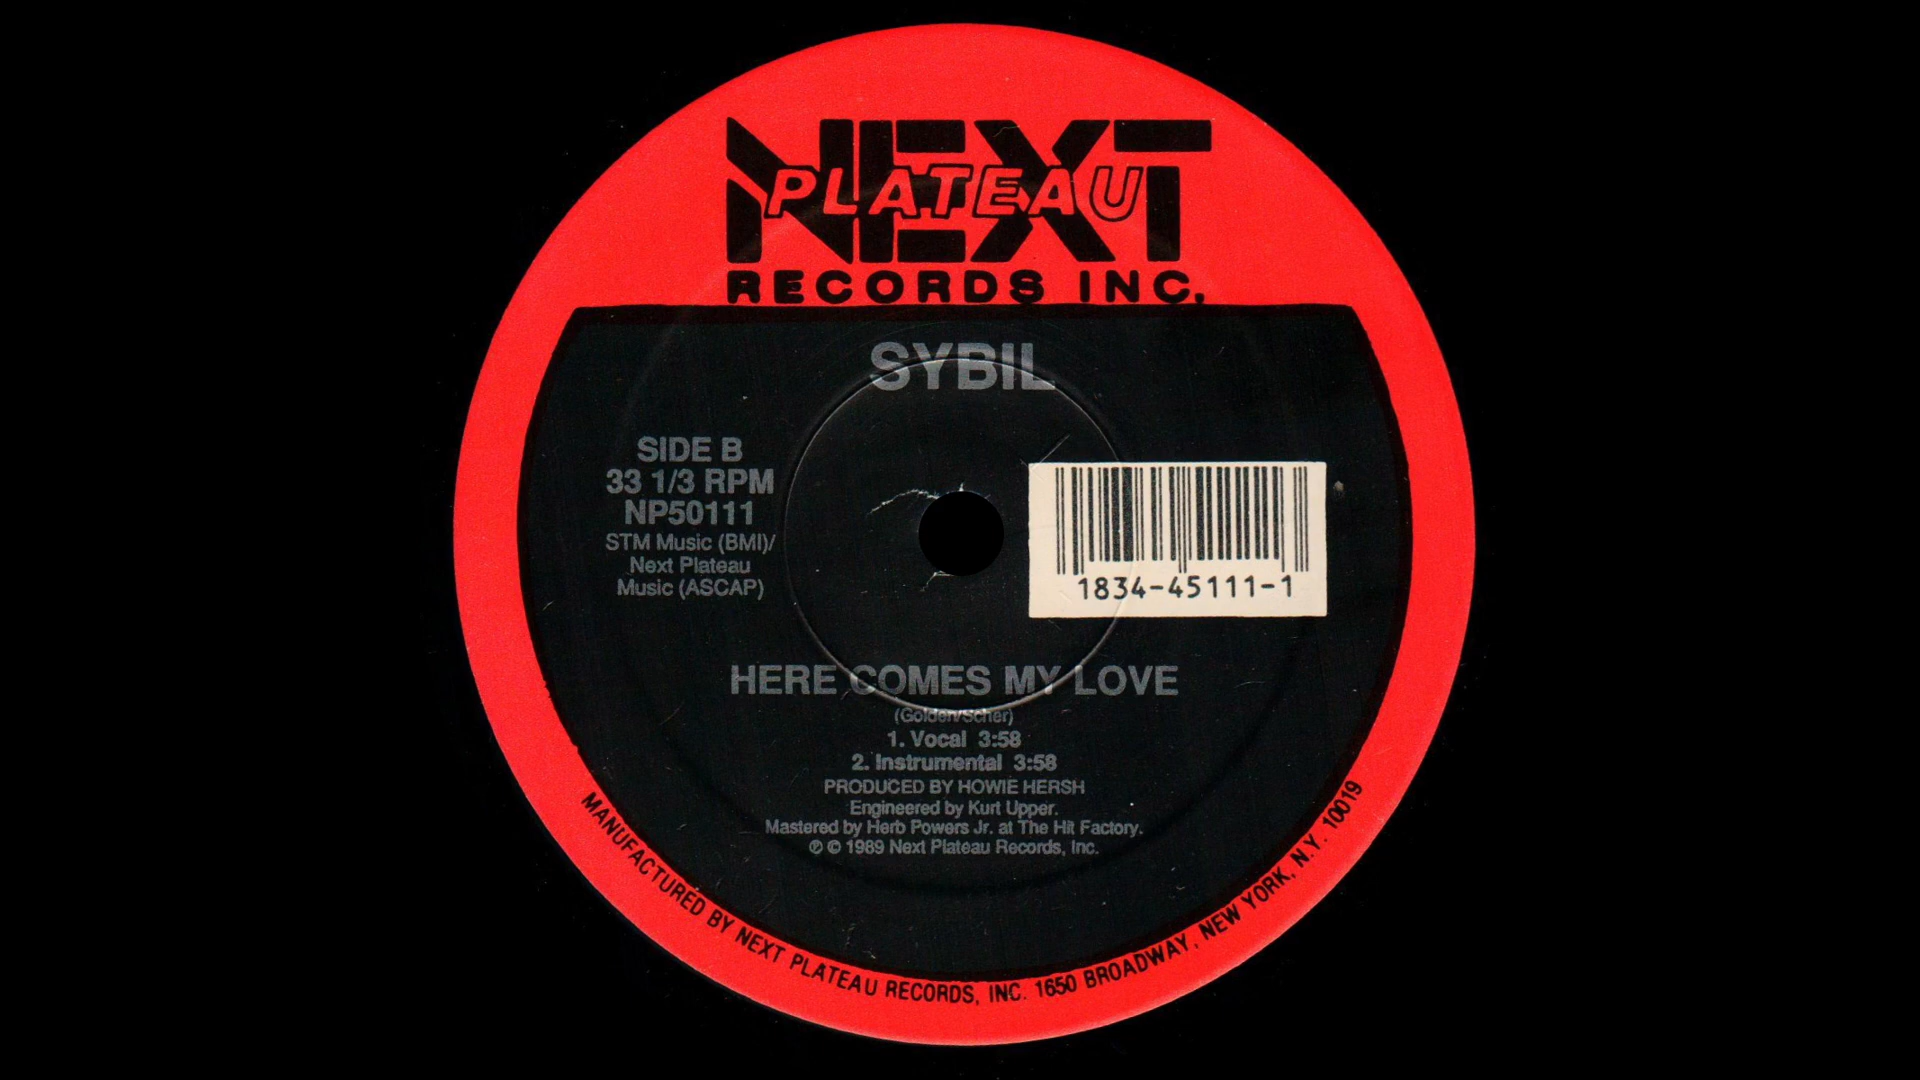 NEXT
PLATEAU
RECORDS INC.
SYBIL
SIDE B
33 1/3 RPM
NP50111
STM Music (BMI)/
Next Plateau
Music (ASCAP)
1834-45111-1
HERE COMES MY LOVE
(Golden/Scher)
1. Vocal 3:58
2. Instrumental 3:58
PRODUCED BY HOWIE HERSH
Engineered by Kurt Upper.
Mastered by Herb Powers Jr. at The Hit Factory.
℗ © 1989 Next Plateau Records, Inc.
MANUFACTURED BY NEXT PLATEAU RECORDS, INC. 1650 BROADWAY, NEW YORK, N.Y. 10019